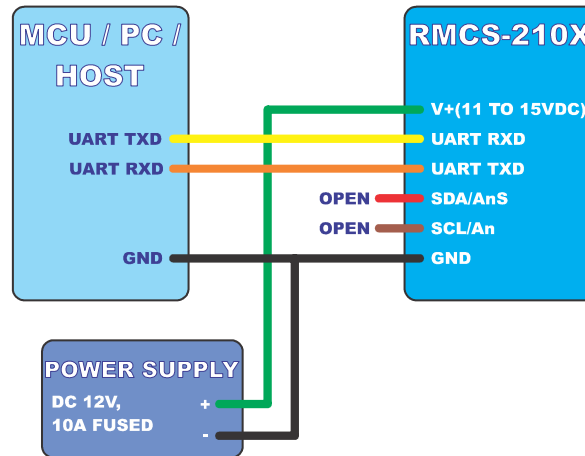 MCU / PC /
HOST
UART TXD
UART RXD
GND
RMCS-210X
V+(11 TO 15VDC)
UART RXD
UART TXD
OPEN SDA/AnS
OPEN SCL/An
GND
POWER SUPPLY
DC 12V, +
10A FUSED -